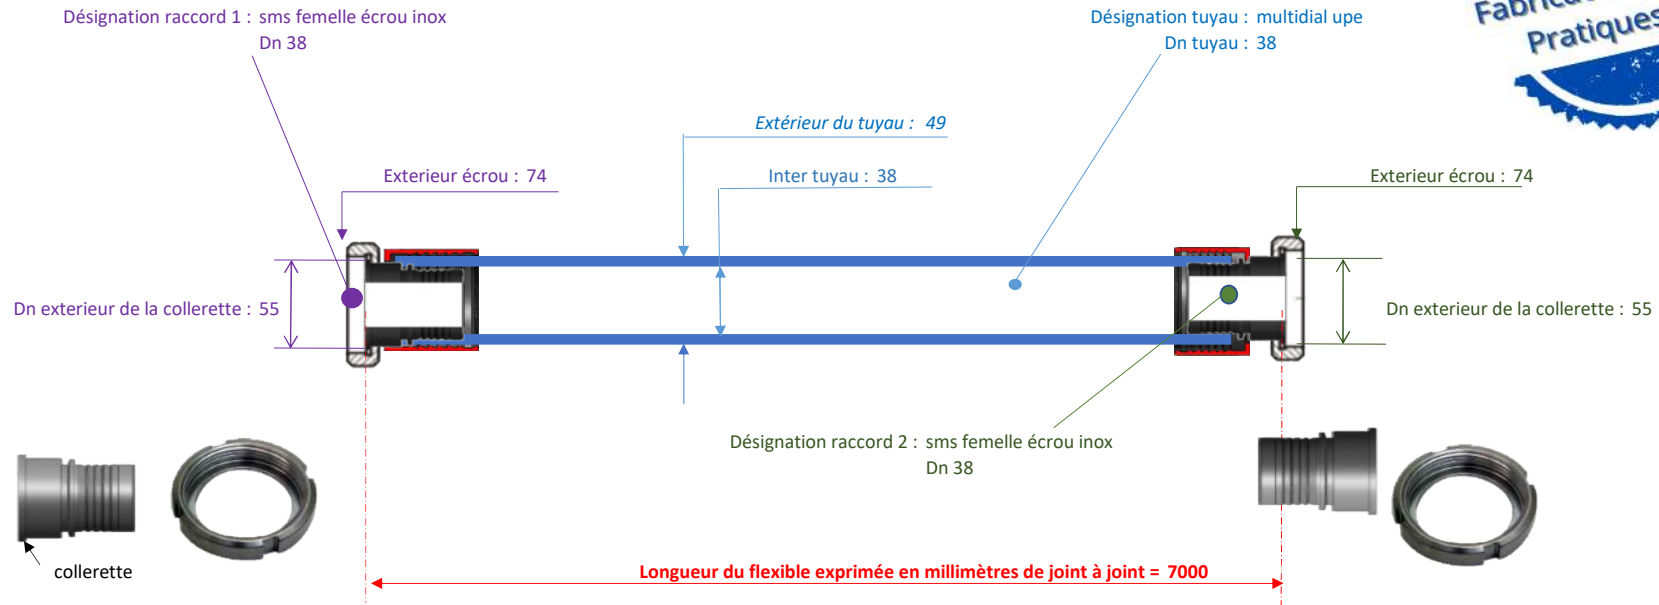 Désignation raccord 1 : sms femelle écrou inox
Dn 38
Désignation tuyau : multidial upe
Dn tuyau : 38
Pratiques
Extérieur du tuyau : 49
Exterieur écrou : 74
Inter tuyau : 38
Exterieur écrou : 74
Dn exterieur de la collerette : 55
Dn exterieur de la collerette : 55
Désignation raccord 2 : sms femelle écrou inox
Dn 38
collerette
Longueur du flexible exprimée en millimètres de joint à joint = 7000